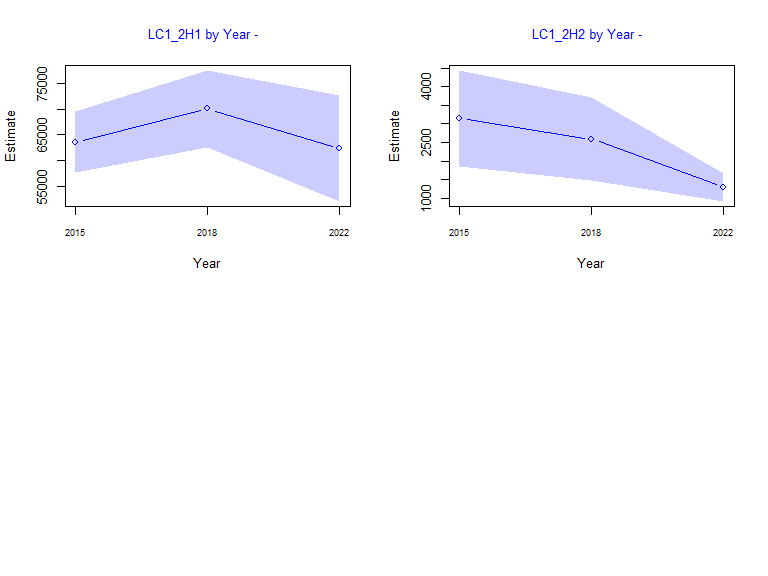 LC1_2H1 by Year -
Estimate
75000
65000
55000
2015
2018
2022
Year
LC1_2H2 by Year -
Estimate
4000
2500
1000
2015
2018
2022
Year